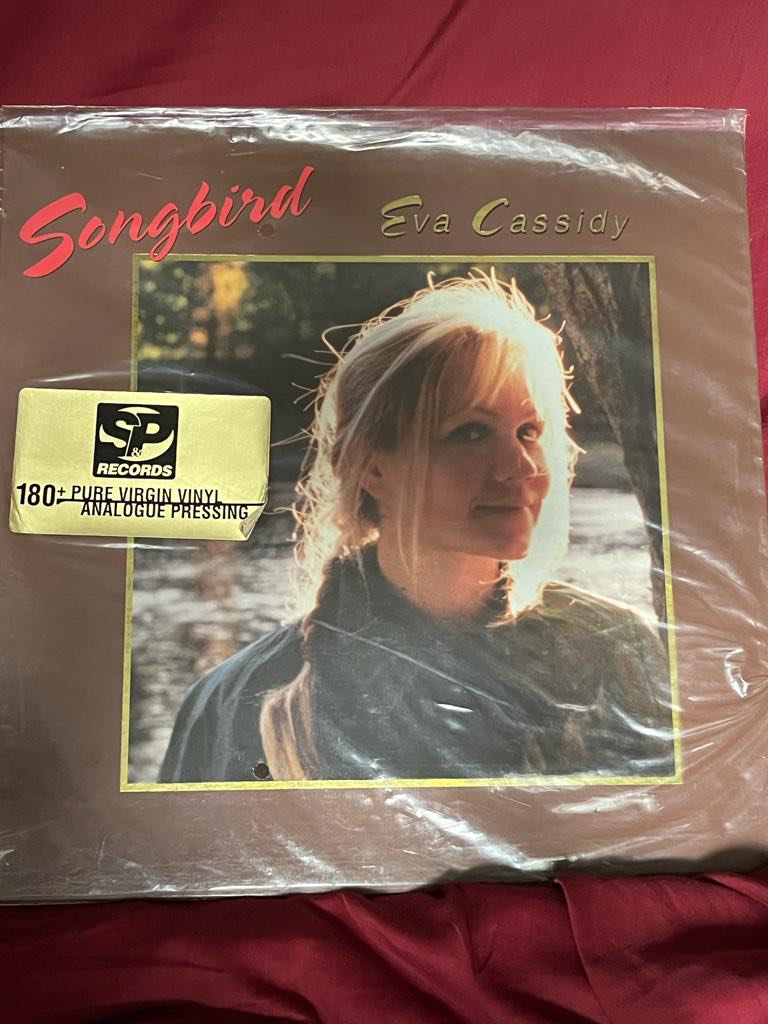 Songbird
Eva Cassidy
S&P
RECORDS
180+ PURE VIRGIN VINYL
ANALOGUE PRESSING